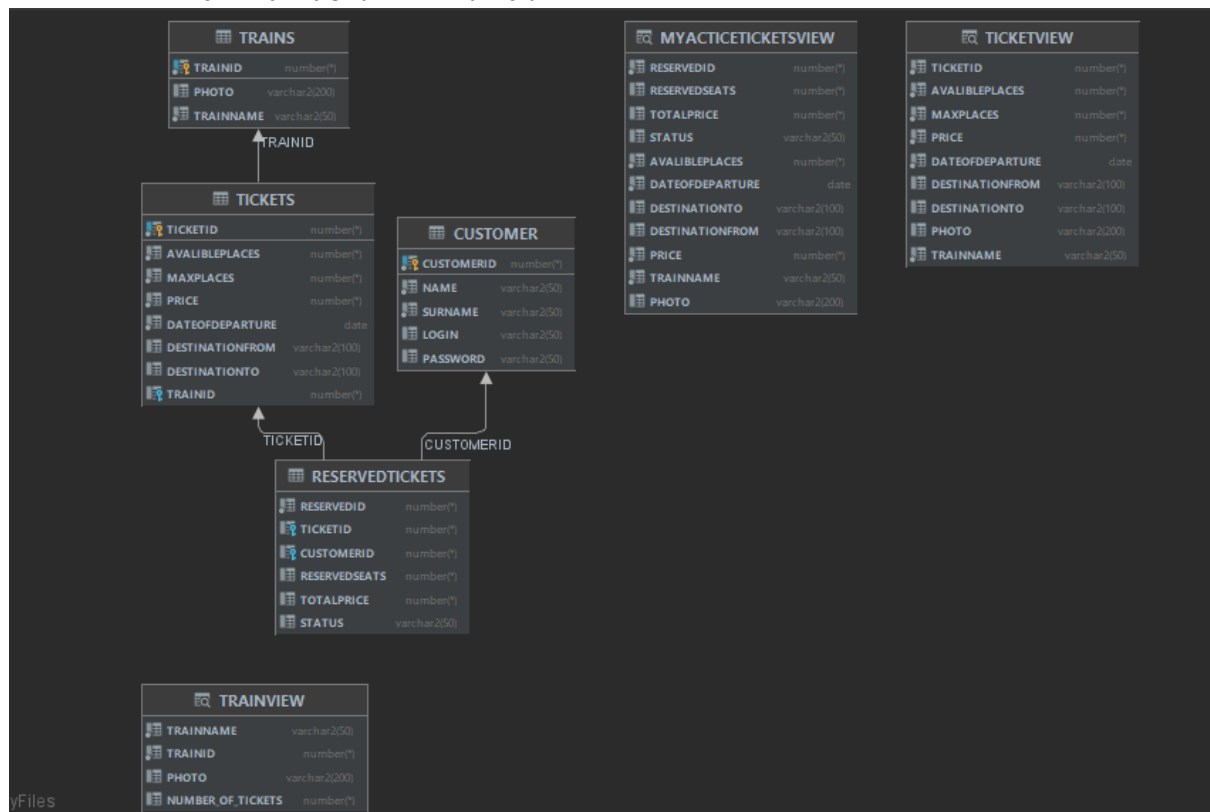 TRAINS
TRAINID number(*)
PHOTO varchar2(200)
TRAINNAME varchar2(50)
TRAINID
TICKETS
TICKETID number(*)
AVALIBLEPLACES number(*)
MAXPLACES number(*)
PRICE number(*)
DATEOFDEPARTURE date
DESTINATIONFROM varchar2(100)
DESTINATIONTO varchar2(100)
TRAINID number(*)
CUSTOMER
CUSTOMERID number(*)
NAME varchar2(50)
SURNAME varchar2(50)
LOGIN varchar2(50)
PASSWORD varchar2(50)
TICKETID
CUSTOMERID
RESERVEDTICKETS
RESERVEDID number(*)
TICKETID number(*)
CUSTOMERID number(*)
RESERVEDSEATS number(*)
TOTALPRICE number(*)
STATUS varchar2(50)
MYACTICETICKETSVIEW
RESERVEDID number(*)
RESERVEDSEATS number(*)
TOTALPRICE number(*)
STATUS varchar2(50)
AVALIBLEPLACES number(*)
DATEOFDEPARTURE date
DESTINATIONTO varchar2(100)
DESTINATIONFROM varchar2(100)
PRICE number(*)
TRAINNAME varchar2(50)
PHOTO varchar2(200)
TICKETVIEW
TICKETID number(*)
AVALIBLEPLACES number(*)
MAXPLACES number(*)
PRICE number(*)
DATEOFDEPARTURE date
DESTINATIONFROM varchar2(100)
DESTINATIONTO varchar2(100)
PHOTO varchar2(200)
TRAINNAME varchar2(50)
TRAINVIEW
TRAINNAME varchar2(50)
TRAINID number(*)
PHOTO varchar2(200)
NUMBER_OF_TICKETS number(*)
yFiles